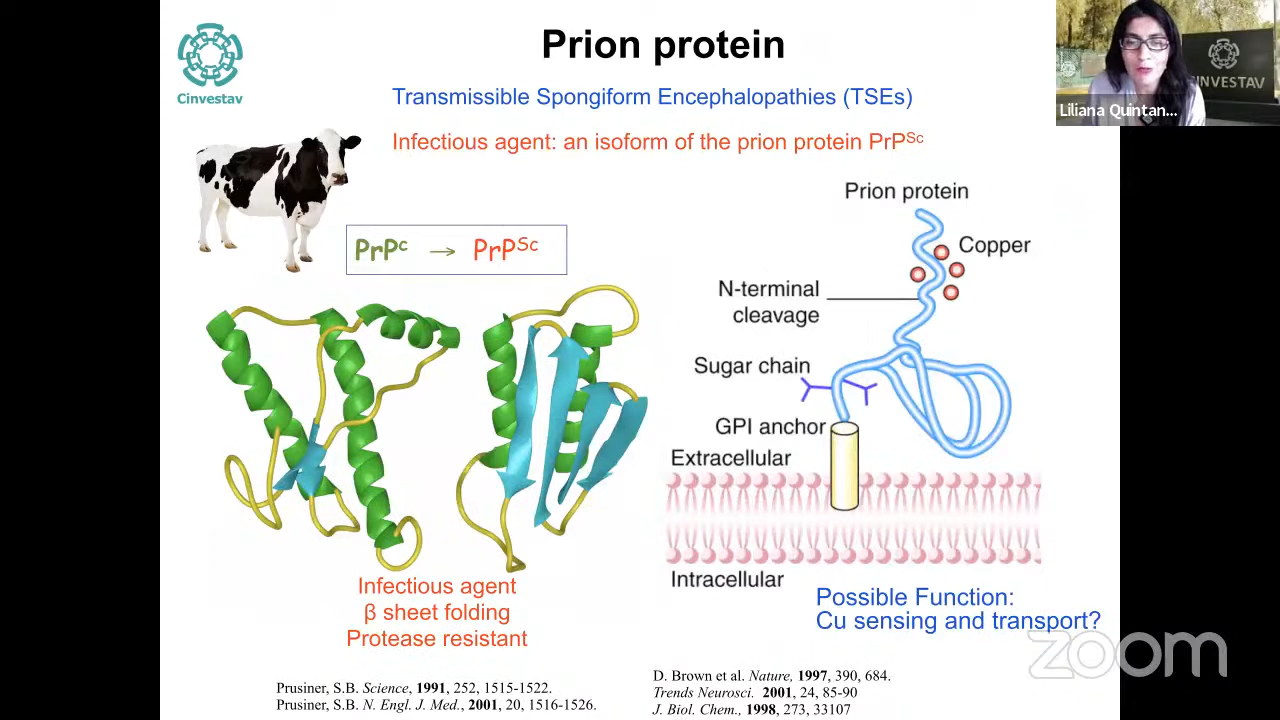 Cinvestav
Prion protein
Transmissible Spongiform Encephalopathies (TSEs)
Infectious agent: an isoform of the prion protein PrPSc
PrPc → PrPSc
Prion protein
Copper
N-terminal
cleavage
Sugar chain
GPI anchor
Extracellular
Intracellular
Infectious agent
β sheet folding
Protease resistant
Possible Function:
Cu sensing and transport?
Prusiner, S.B. Science, 1991, 252, 1515-1522.
Prusiner, S.B. N. Engl. J. Med., 2001, 20, 1516-1526.
D. Brown et al. Nature, 1997, 390, 684.
Trends Neurosci. 2001, 24, 85-90
J. Biol. Chem., 1998, 273, 33107
CINVESTAV
Liliana Quintan...
zoom